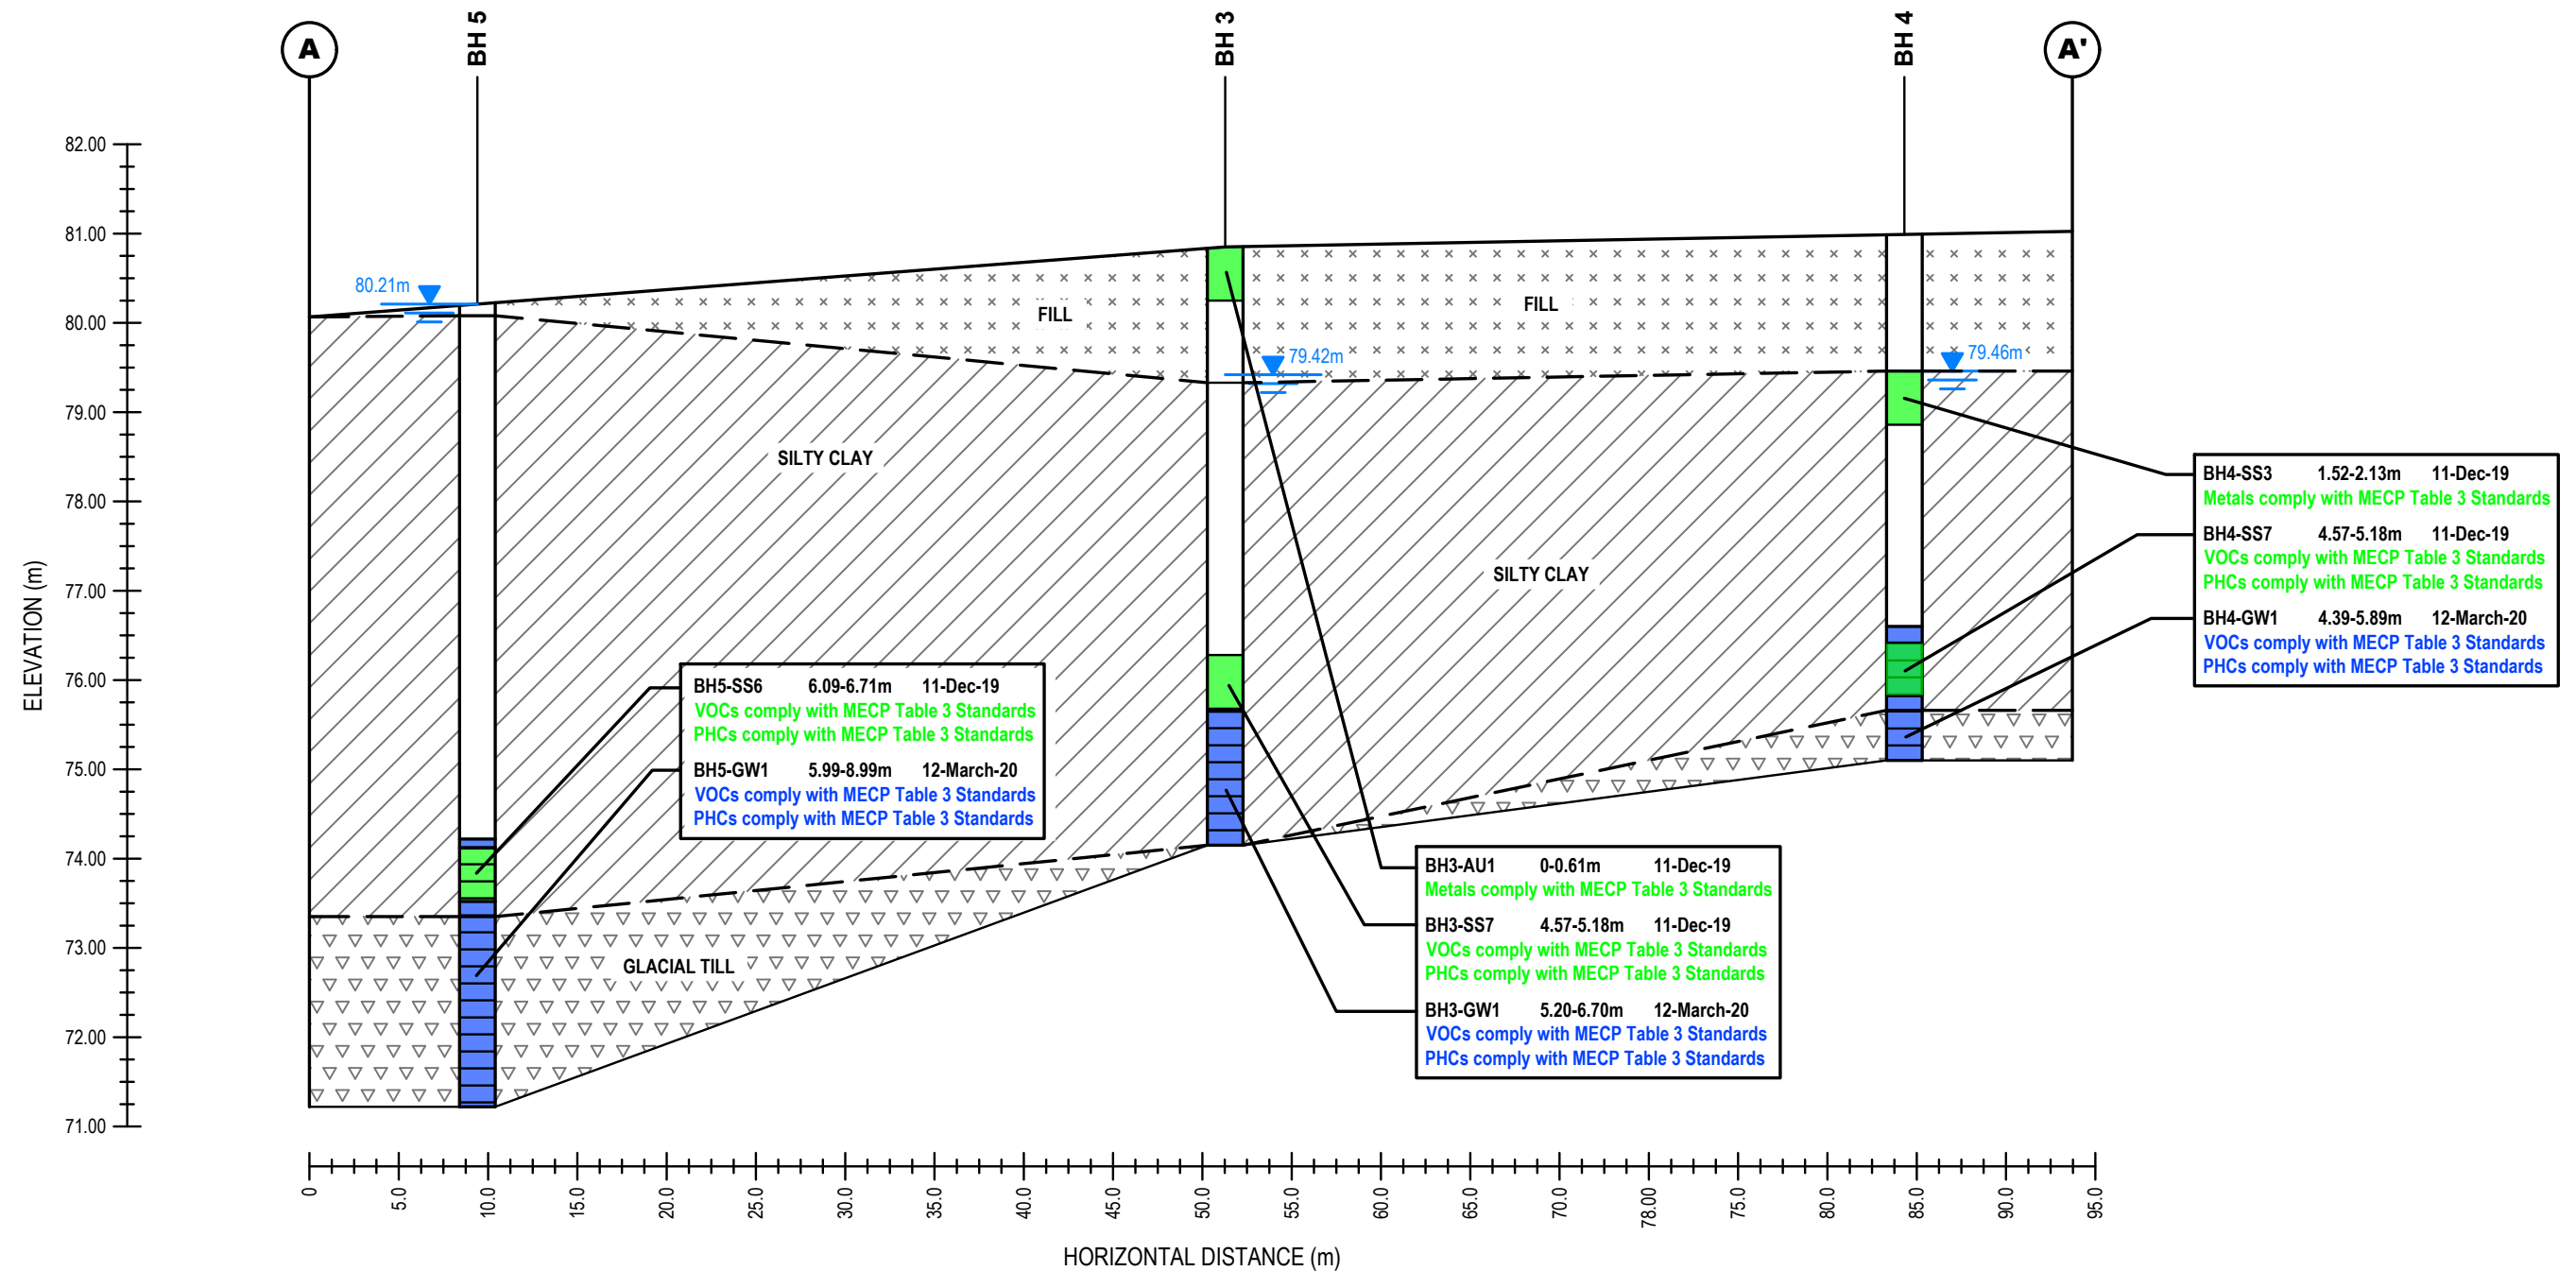 A
BH 5
BH 3
BH 4
A'
82.00
81.00
80.00
79.00
78.00
77.00
76.00
75.00
74.00
73.00
72.00
71.00
ELEVATION (m)
80.21m
79.42m
79.46m
FILL
FILL
SILTY CLAY
SILTY CLAY
GLACIAL TILL
BH5-SS6 6.09-6.71m 11-Dec-19
VOCs comply with MECP Table 3 Standards
PHCs comply with MECP Table 3 Standards
BH5-GW1 5.99-8.99m 12-March-20
VOCs comply with MECP Table 3 Standards
PHCs comply with MECP Table 3 Standards
BH3-AU1 0-0.61m 11-Dec-19
Metals comply with MECP Table 3 Standards
BH3-SS7 4.57-5.18m 11-Dec-19
VOCs comply with MECP Table 3 Standards
PHCs comply with MECP Table 3 Standards
BH3-GW1 5.20-6.70m 12-March-20
VOCs comply with MECP Table 3 Standards
PHCs comply with MECP Table 3 Standards
BH4-SS3 1.52-2.13m 11-Dec-19
Metals comply with MECP Table 3 Standards
BH4-SS7 4.57-5.18m 11-Dec-19
VOCs comply with MECP Table 3 Standards
PHCs comply with MECP Table 3 Standards
BH4-GW1 4.39-5.89m 12-March-20
VOCs comply with MECP Table 3 Standards
PHCs comply with MECP Table 3 Standards
0
5.0
10.0
15.0
20.0
25.0
30.0
35.0
40.0
45.0
50.0
55.0
60.0
65.0
70.0
78.00
75.0
80.0
85.0
90.0
95.0
HORIZONTAL DISTANCE (m)